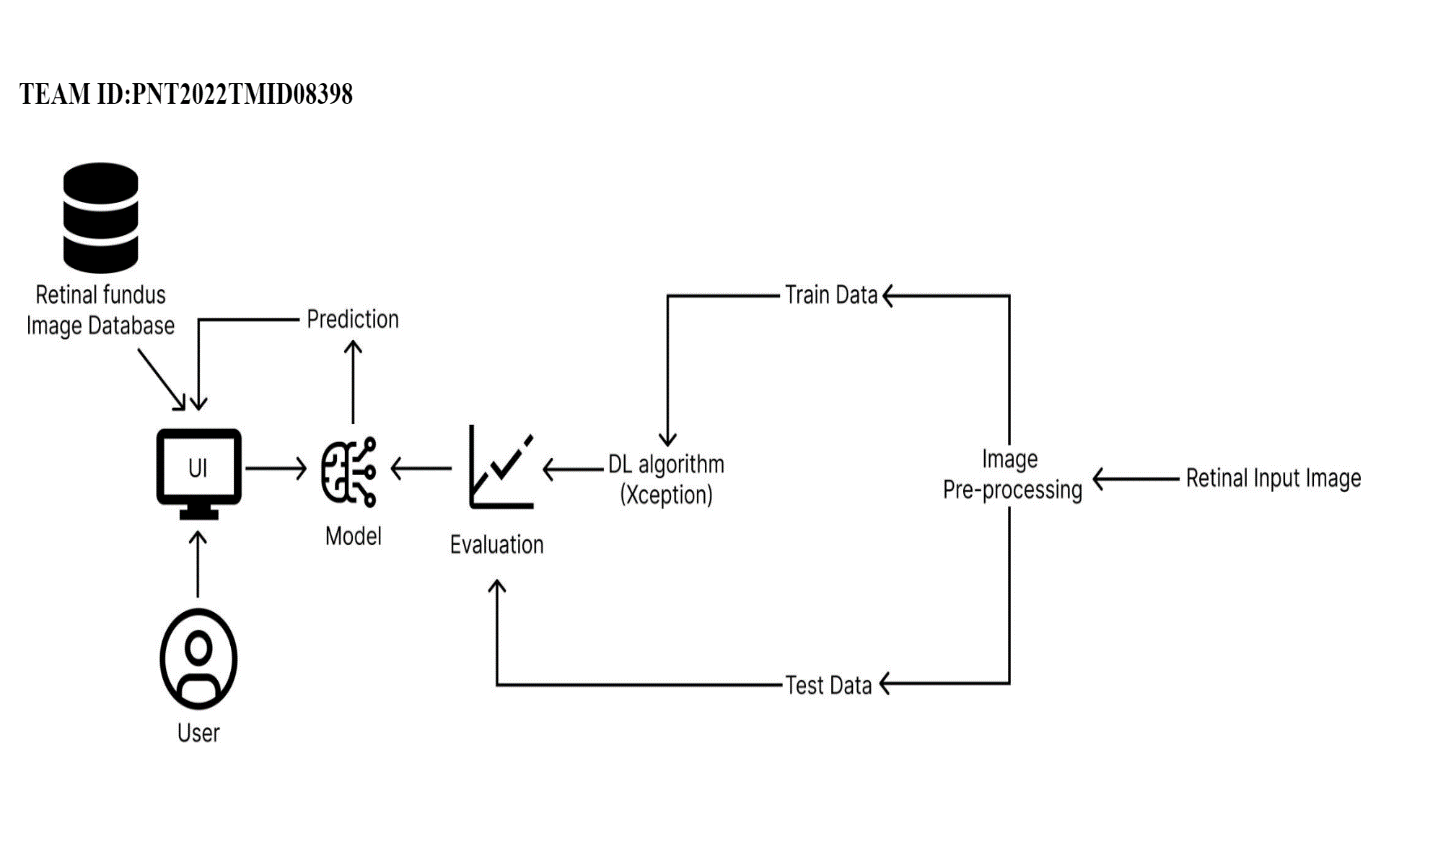 TEAM ID:PNT2022TMID08398
Retinal fundus
Image Database
Prediction
Train Data
UI
Model
Evaluation
DL algorithm
(Xception)
Image
Pre-processing
Retinal Input Image
Test Data
User